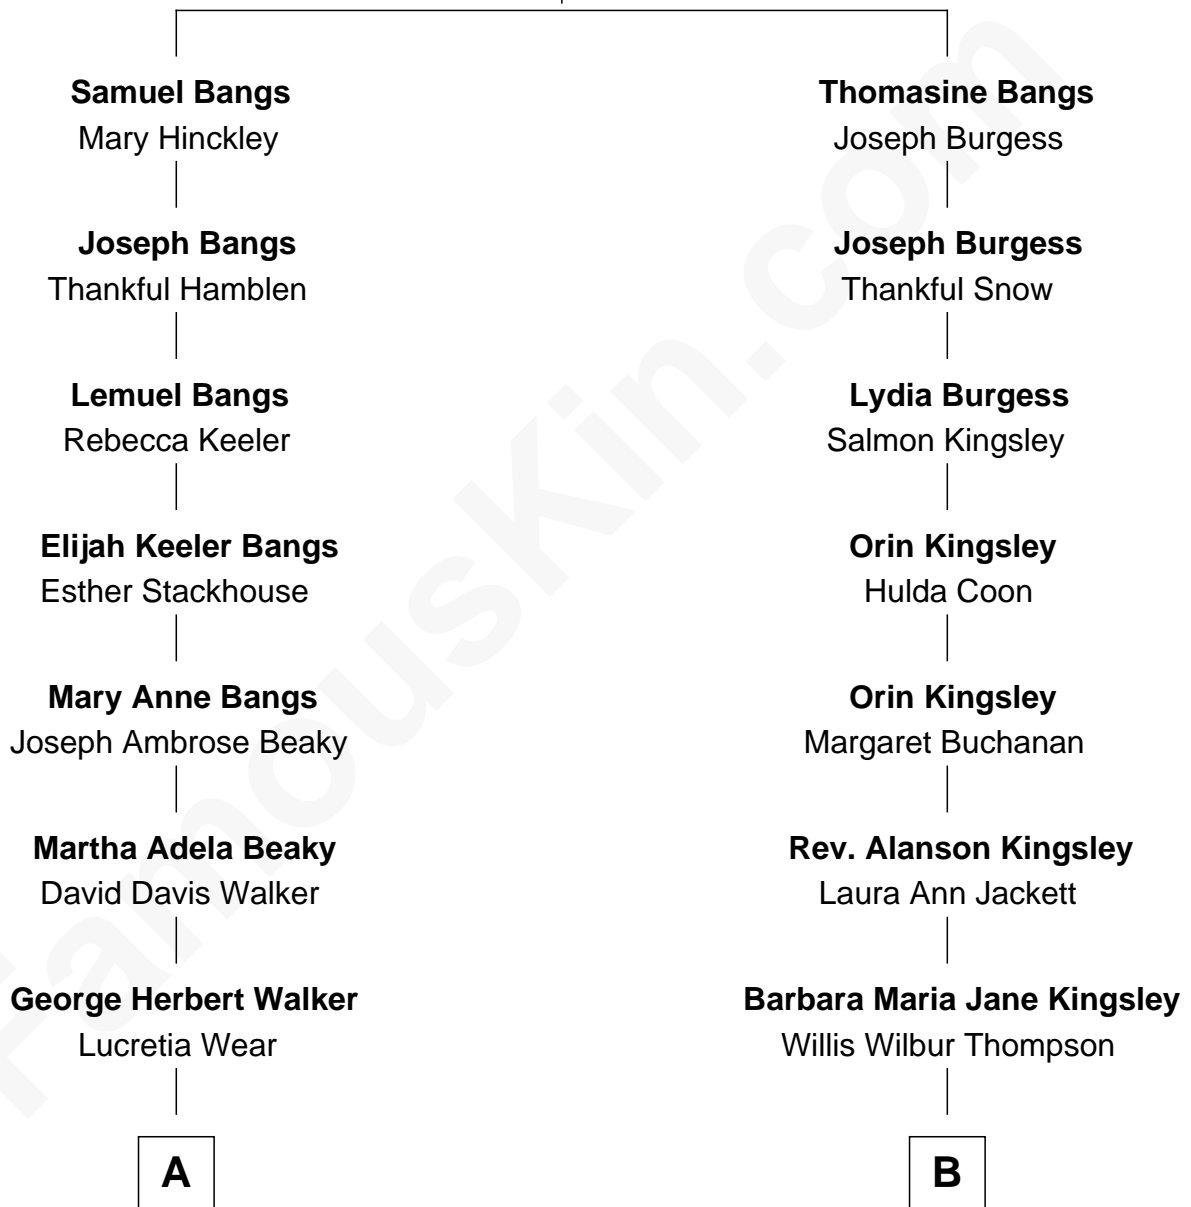 Samuel Bangs
Mary Hinckley
Joseph Bangs
Thankful Hamblen
Lemuel Bangs
Rebecca Keeler
Elijah Keeler Bangs
Esther Stackhouse
Mary Anne Bangs
Joseph Ambrose Beaky
Martha Adela Beaky
David Davis Walker
George Herbert Walker
Lucretia Wear
A
Thomasine Bangs
Joseph Burgess
Joseph Burgess
Thankful Snow
Lydia Burgess
Salmon Kingsley
Orin Kingsley
Hulda Coon
Orin Kingsley
Margaret Buchanan
Rev. Alanson Kingsley
Laura Ann Jackett
Barbara Maria Jane Kingsley
Willis Wilbur Thompson
B
FamousKin.com